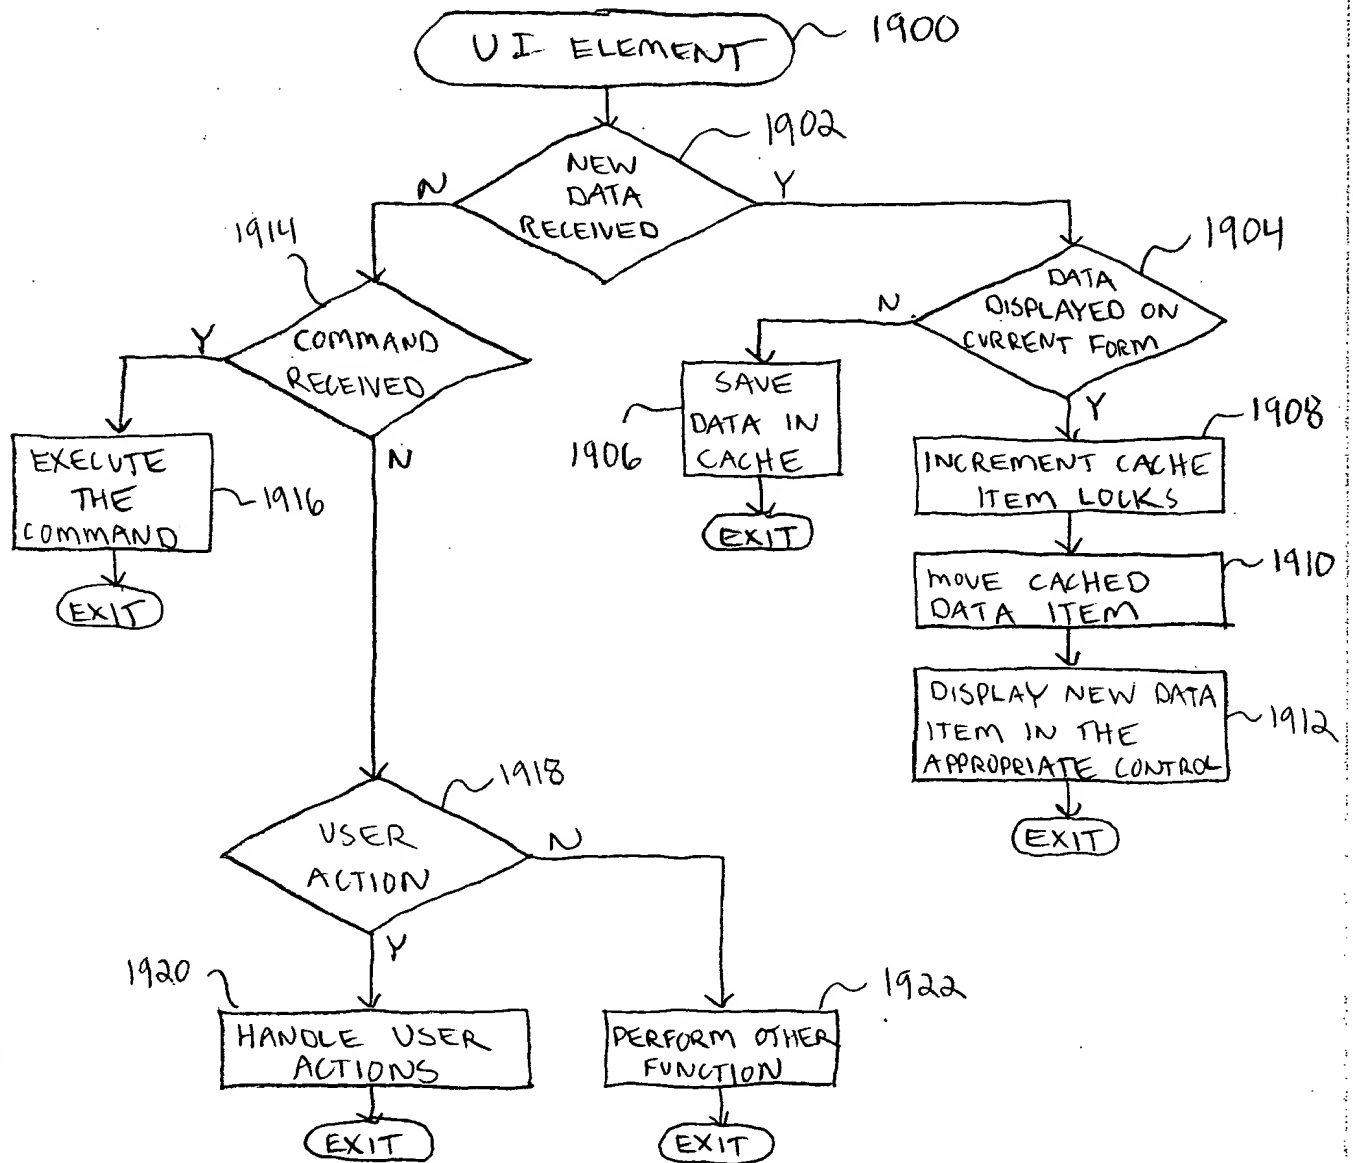 UI ELEMENT
1900
1902
NEW
DATA
RECEIVED
N
Y
1914
1904
COMMAND
RECEIVED
Y
N
DATA
DISPLAYED ON
CURRENT FORM
N
Y
EXECUTE
THE
COMMAND
1916
EXIT
SAVE
DATA IN
CACHE
1906
EXIT
1908
INCREMENT CACHE
ITEM LOCKS
1910
MOVE CACHED
DATA ITEM
DISPLAY NEW DATA
ITEM IN THE
APPROPRIATE CONTROL
1912
EXIT
1918
USER
ACTION
N
Y
1920
HANDLE USER
ACTIONS
EXIT
1922
PERFORM OTHER
FUNCTION
EXIT